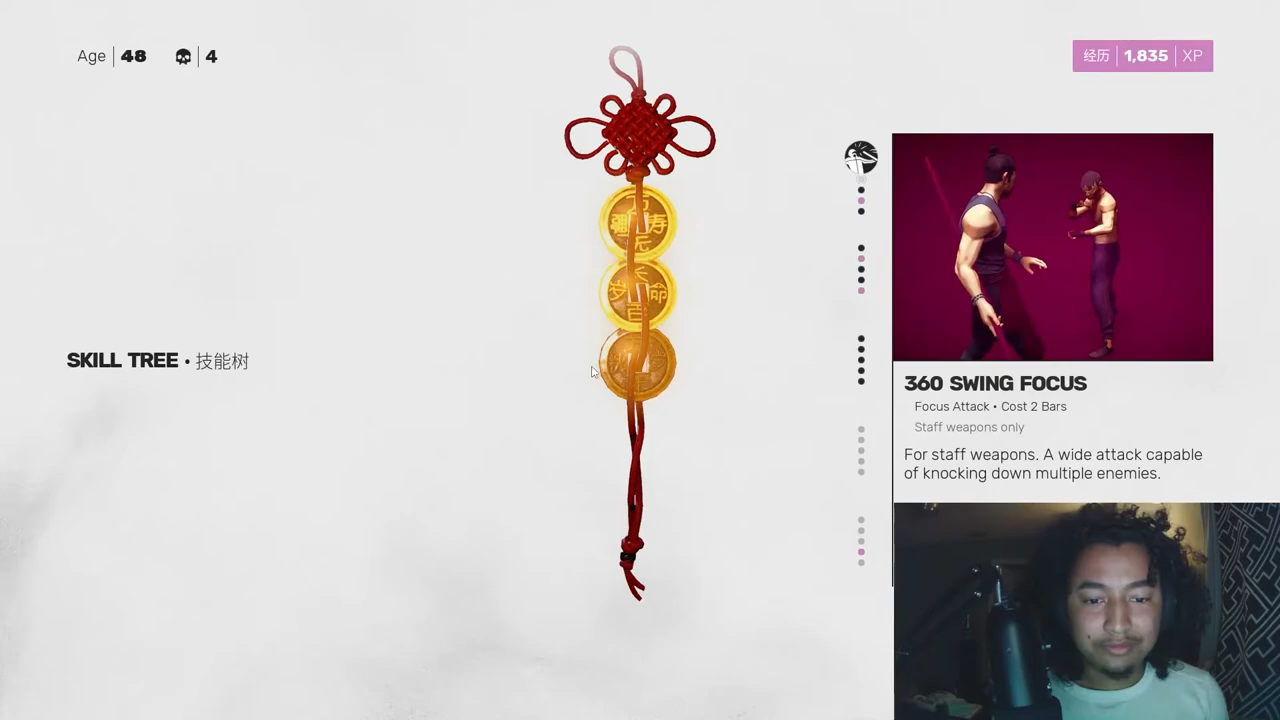 Age 48 4
经历 1,835 XP
SKILL TREE • 技能树
360 SWING FOCUS
Focus Attack • Cost 2 Bars
Staff weapons only
For staff weapons. A wide attack capable
of knocking down multiple enemies.